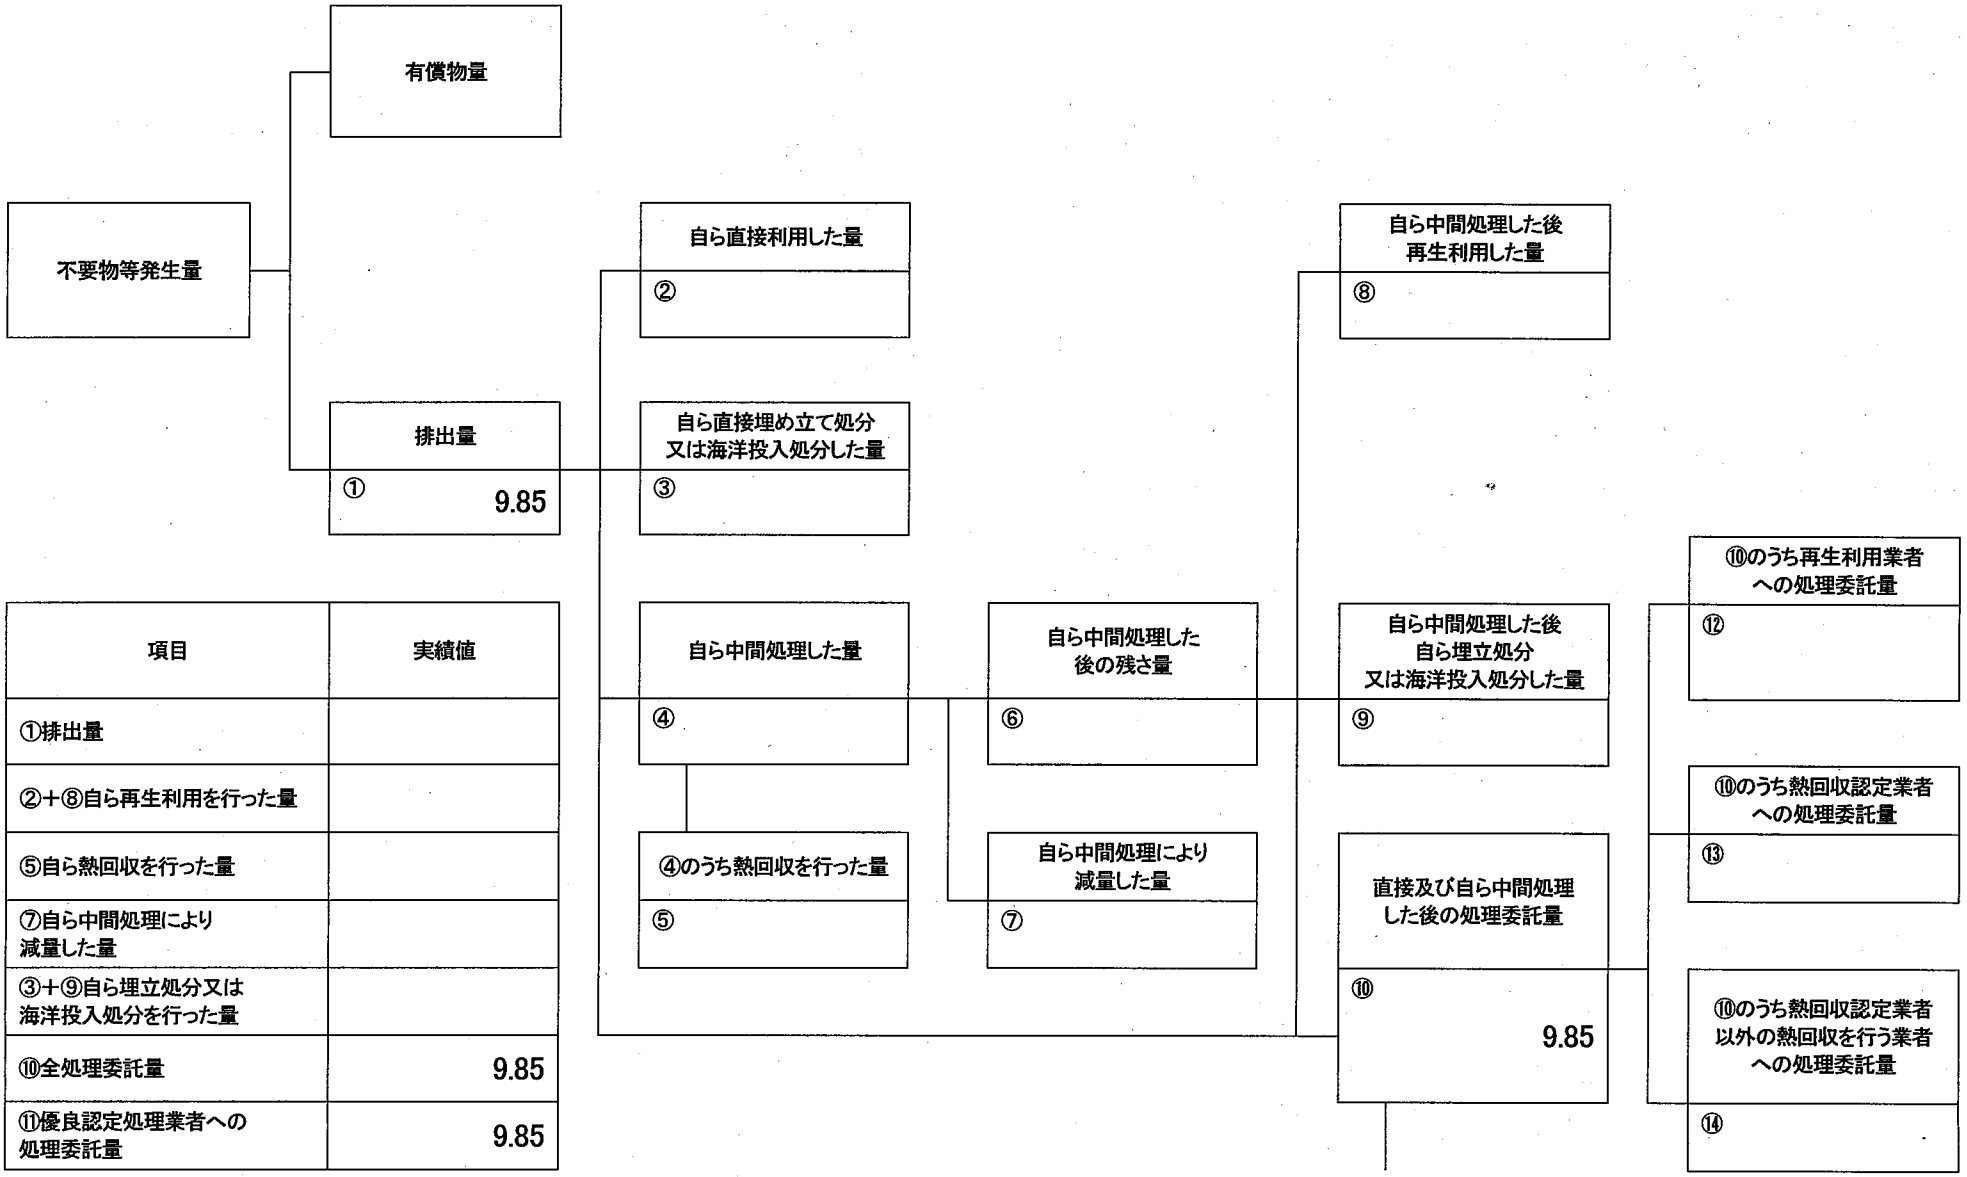 有償物量
不要物等発生量
自ら直接利用した量
②
自ら中間処理した後
再生利用した量
⑧
排出量
①
9.85
自ら直接埋め立て処分
又は海洋投入処分した量
③
⑩のうち再生利用業者
への処理委託量
⑫
項目
実績値
①排出量
②+⑧自ら再生利用を行った量
⑤自ら熱回収を行った量
⑦自ら中間処理により
減量した量
③+⑨自ら埋立処分又は
海洋投入処分を行った量
⑩全処理委託量
9.85
⑪優良認定処理業者への
処理委託量
9.85
自ら中間処理した量
④
自ら中間処理した
後の残さ量
⑥
自ら中間処理した後
自ら埋立処分
又は海洋投入処分した量
⑨
④のうち熱回収を行った量
⑤
自ら中間処理により
減量した量
⑦
直接及び自ら中間処理
した後の処理委託量
⑩
9.85
⑩のうち熱回収認定業者
への処理委託量
⑬
⑩のうち熱回収認定業者
以外の熱回収を行う業者
への処理委託量
⑭